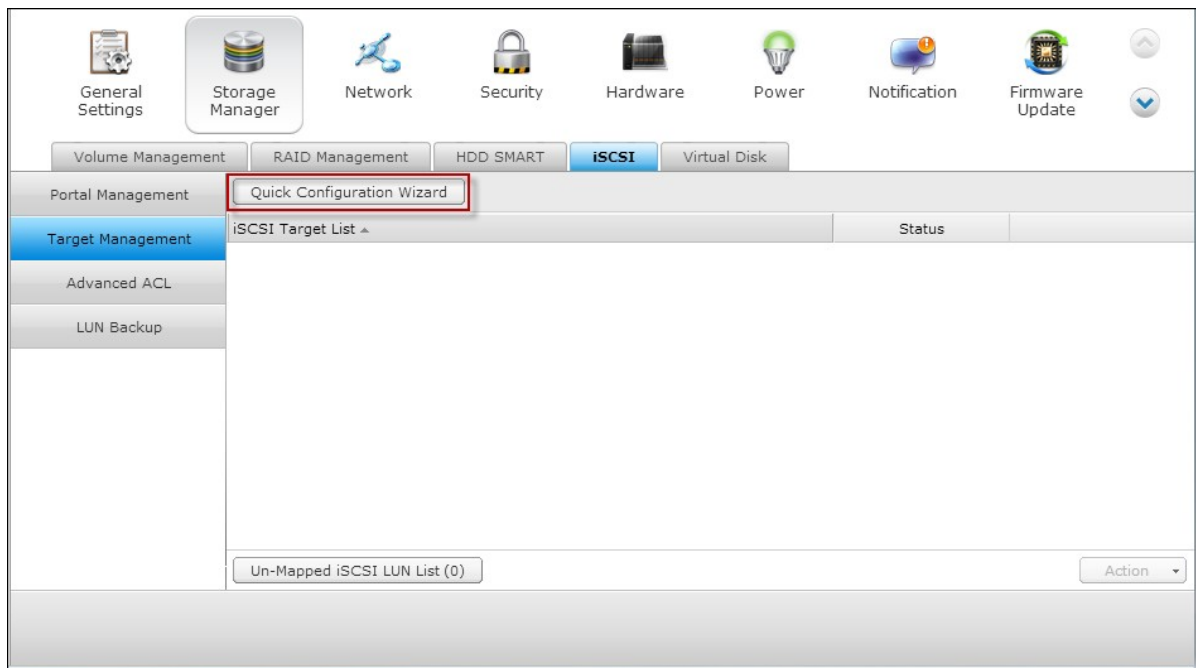 General Settings
Storage Manager
Network
Security
Hardware
Power
Notification
Firmware Update
Volume Management
RAID Management
HDD SMART
iSCSI
Virtual Disk
Portal Management
Quick Configuration Wizard
Target Management
iSCSI Target List
Status
Advanced ACL
LUN Backup
Un-Mapped iSCSI LUN List (0)
Action